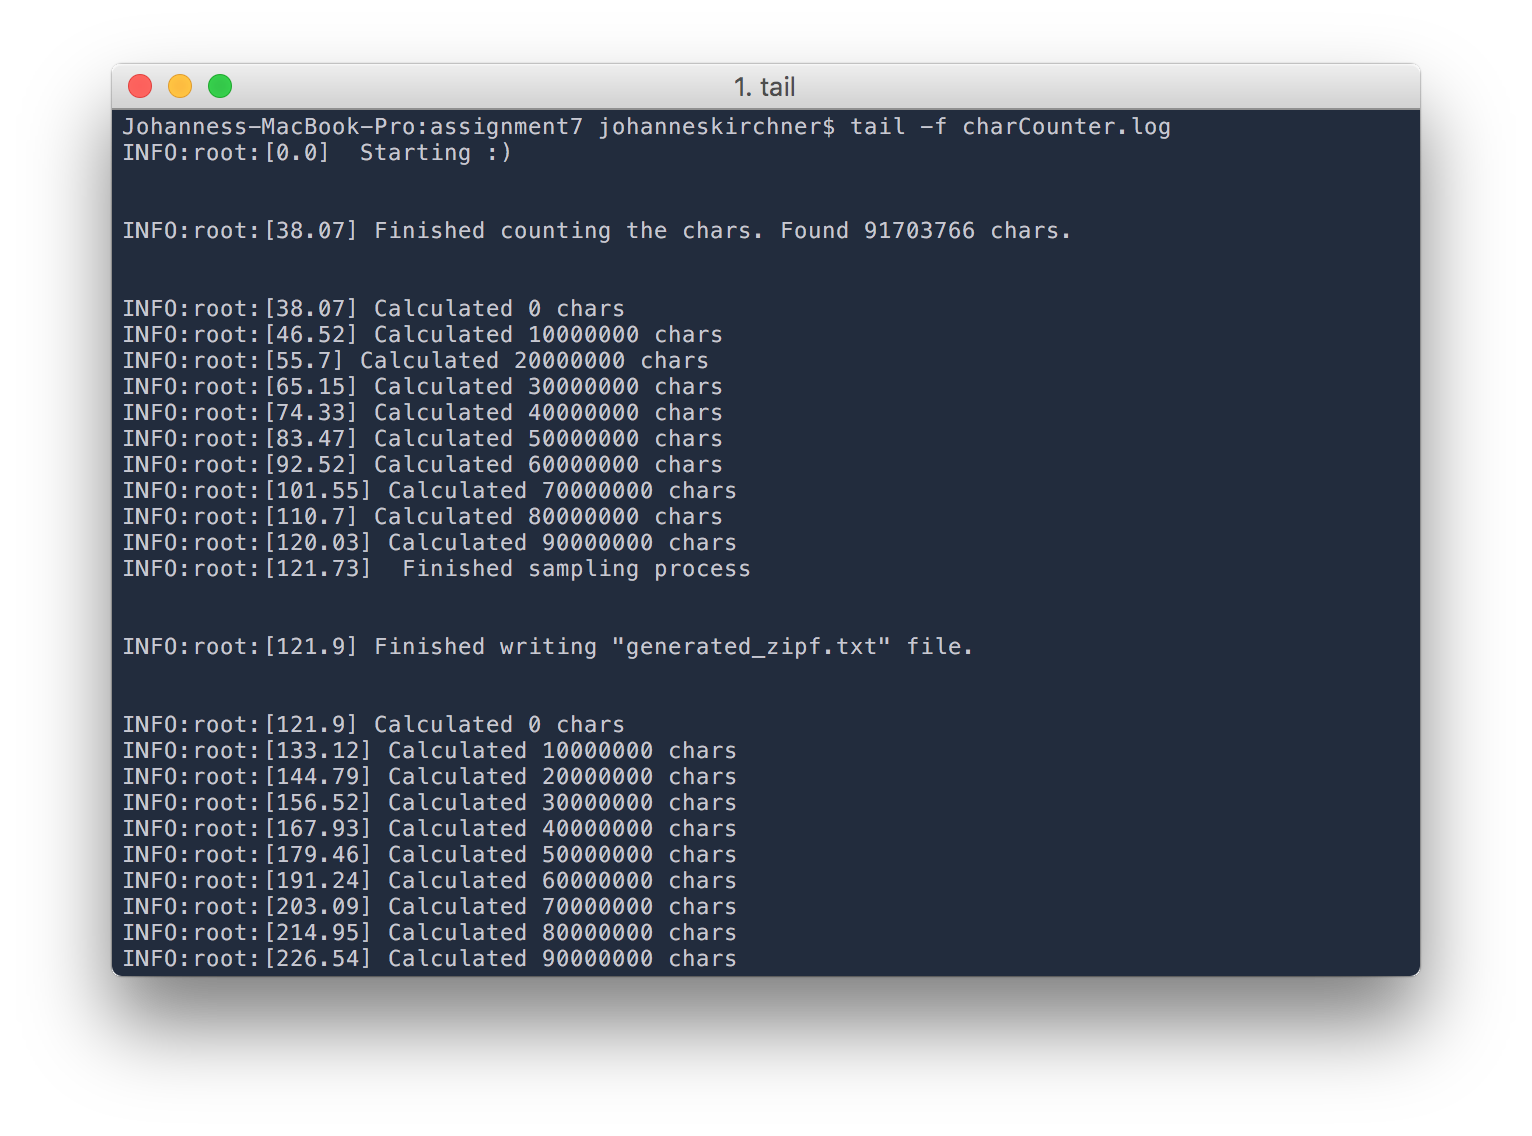 1. tail
Johanness-MacBook-Pro:assignment7 johanneskirchner$ tail -f charCounter.log
INFO:root:[0.0]  Starting :)
INFO:root:[38.07] Finished counting the chars. Found 91703766 chars.
INFO:root:[38.07] Calculated 0 chars
INFO:root:[46.52] Calculated 10000000 chars
INFO:root:[55.7] Calculated 20000000 chars
INFO:root:[65.15] Calculated 30000000 chars
INFO:root:[74.33] Calculated 40000000 chars
INFO:root:[83.47] Calculated 50000000 chars
INFO:root:[92.52] Calculated 60000000 chars
INFO:root:[101.55] Calculated 70000000 chars
INFO:root:[110.7] Calculated 80000000 chars
INFO:root:[120.03] Calculated 90000000 chars
INFO:root:[121.73]  Finished sampling process
INFO:root:[121.9] Finished writing "generated_zipf.txt" file.
INFO:root:[121.9] Calculated 0 chars
INFO:root:[133.12] Calculated 10000000 chars
INFO:root:[144.79] Calculated 20000000 chars
INFO:root:[156.52] Calculated 30000000 chars
INFO:root:[167.93] Calculated 40000000 chars
INFO:root:[179.46] Calculated 50000000 chars
INFO:root:[191.24] Calculated 60000000 chars
INFO:root:[203.09] Calculated 70000000 chars
INFO:root:[214.95] Calculated 80000000 chars
INFO:root:[226.54] Calculated 90000000 chars